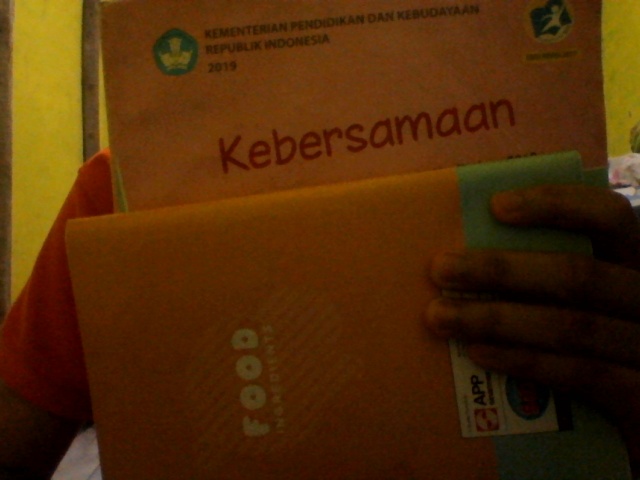 KEMENTERIAN PENDIDIKAN DAN KEBUDAYAAN
REPUBLIK INDONESIA
2019
Kebersamaan
FOOD
INGREDIENTS
APP